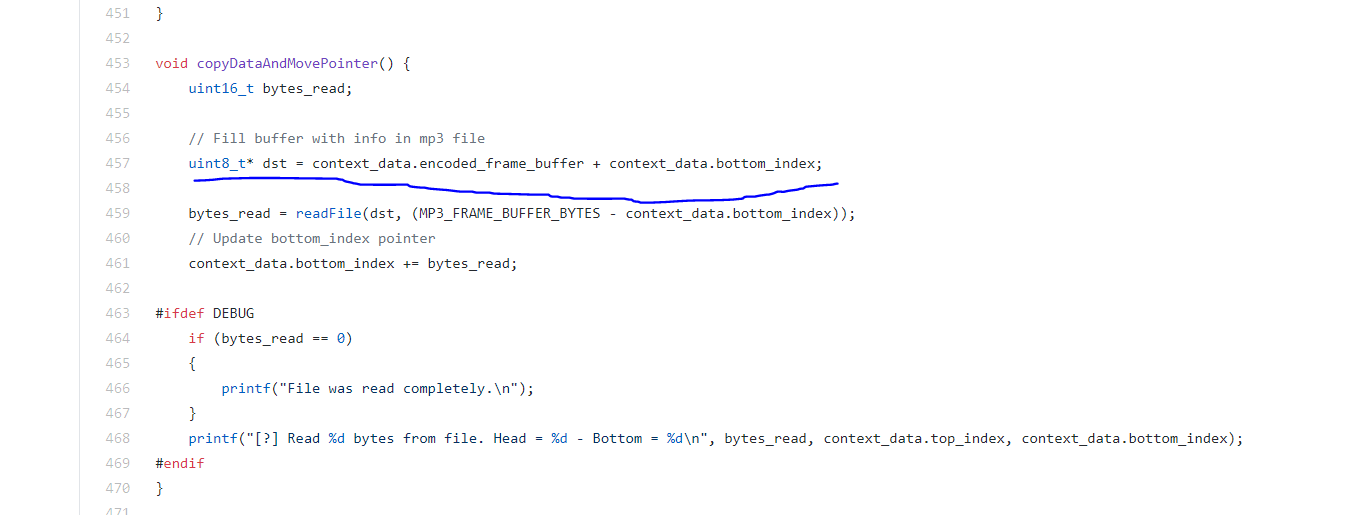 451 }
452
453 void copyDataAndMovePointer() {
454 uint16_t bytes_read;
455
456 // Fill buffer with info in mp3 file
457 uint8_t* dst = context_data.encoded_frame_buffer + context_data.bottom_index;
458
459 bytes_read = readFile(dst, (MP3_FRAME_BUFFER_BYTES - context_data.bottom_index));
460 // Update bottom_index pointer
461 context_data.bottom_index += bytes_read;
462
463 #ifdef DEBUG
464 if (bytes_read == 0)
465 {
466 printf("File was read completely.\n");
467 }
468 printf("[?] Read %d bytes from file. Head = %d - Bottom = %d\n", bytes_read, context_data.top_index, context_data.bottom_index);
469 #endif
470 }
471